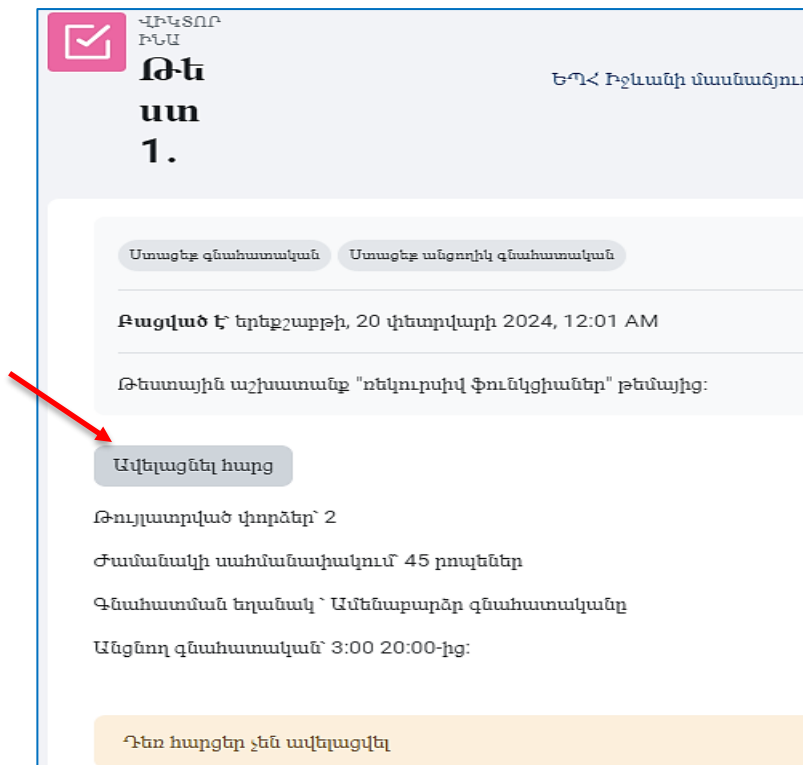 ՎԻԿՏՈՐ
ԻՆԱ
Թե
ստ
1.
ԵՊՀ Իջևանի մասնաճյու
Ստացեք գնահատական
Ստացեք անցողիկ գնահատական
Բացված է՝ երեքշաբթի, 20 փետրվարի 2024, 12:01 AM
Թեստային աշխատանք "ռեկուրսիվ ֆունկցիաներ" թեմայից:
Ավելացնել հարց
Թույլատրված փորձեր՝ 2
Ժամանակի սահմանափակում՝ 45 րոպեներ
Գնահատման եղանակ ՝ Ամենաբարձր գնահատականը
Անցնող գնահատական՝ 3:00 20:00-ից:
Դեռ հարցեր չեն ավելացվել